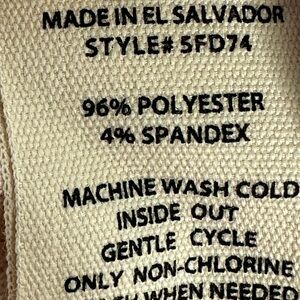 MADE IN EL SALVADOR
STYLE# SFD74
96% POLYESTER
4% SPANDEX
MACHINE WASH COLD
INSIDE OUT
GENTLE CYCLE
ONLY NON-CHLORINE
WHEN NEEDED